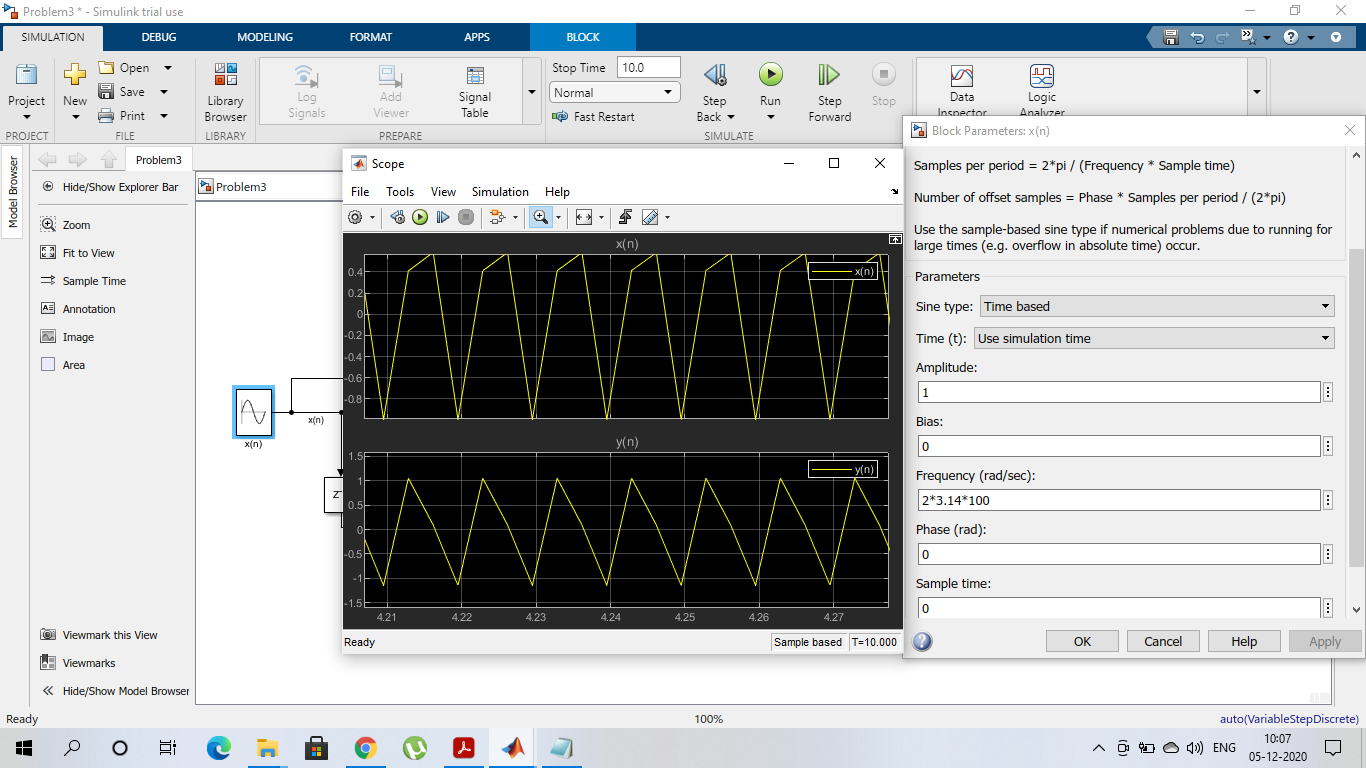 Problem3 * - Simulink trial use
SIMULATION DEBUG MODELING FORMAT APPS BLOCK
Project
New
Open
Save
Print
Library
Browser
Log
Signals
Add
Viewer
Signal
Table
Stop Time 10.0
Normal
Fast Restart
Step
Back
Run
Step
Forward
Stop
Data
Inspector
Logic
Analyzer
PROJECT FILE LIBRARY PREPARE SIMULATE
Model Browser
Problem3
Hide/Show Explorer Bar
Zoom
Fit to View
Sample Time
Annotation
Image
Area
Viewmark this View
Viewmarks
Hide/Show Model Browser
Problem3
x(n)
x(n)
Scope
File Tools View Simulation Help
x(n)
x(n)
0.4
0.2
0
-0.2
-0.4
-0.6
-0.8
y(n)
y(n)
1.5
1
0.5
0
-0.5
-1
-1.5
4.21 4.22 4.23 4.24 4.25 4.26 4.27
Ready Sample based T=10.000
Block Parameters: x(n)
Samples per period = 2*pi / (Frequency * Sample time)
Number of offset samples = Phase * Samples per period / (2*pi)
Use the sample-based sine type if numerical problems due to running for
large times (e.g. overflow in absolute time) occur.
Parameters
Sine type: Time based
Time (t): Use simulation time
Amplitude:
1
Bias:
0
Frequency (rad/sec):
2*3.14*100
Phase (rad):
0
Sample time:
0
OK Cancel Help Apply
Ready 100% auto(VariableStepDiscrete)
ENG
10:07
05-12-2020